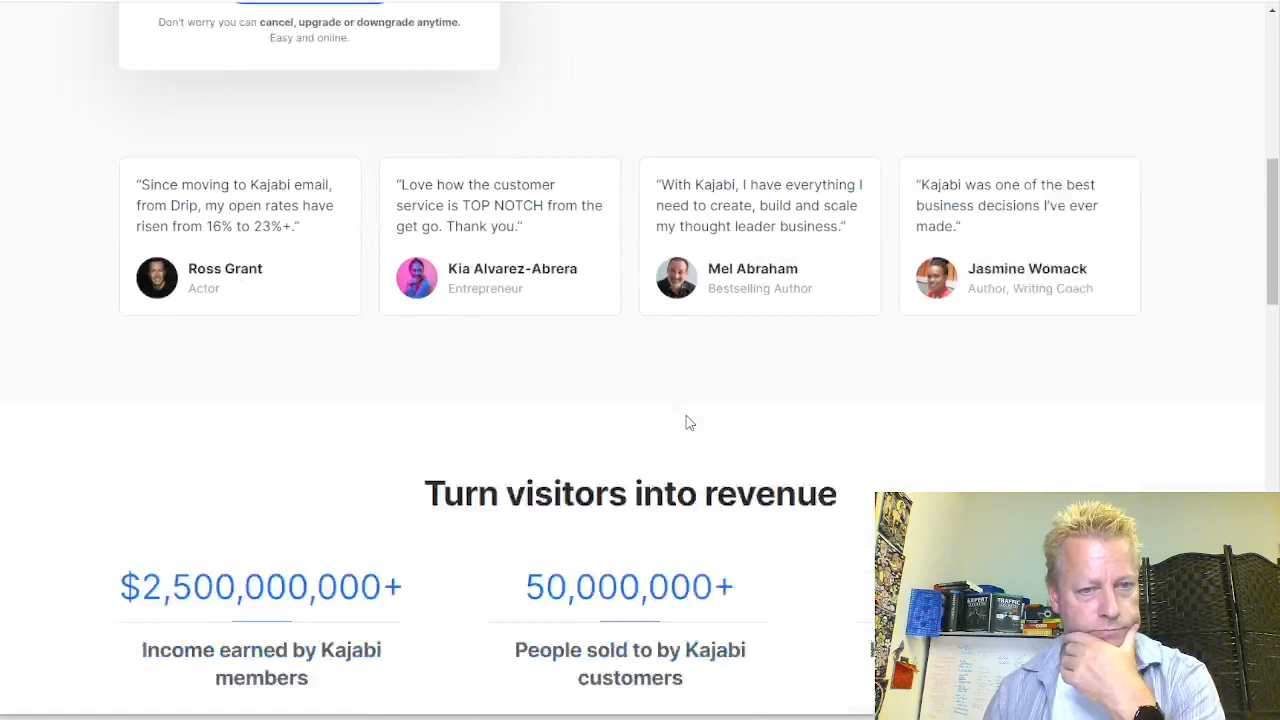 Don't worry you can cancel, upgrade or downgrade anytime.
Easy and online.
“Since moving to Kajabi email,
from Drip, my open rates have
risen from 16% to 23%+.”
Ross Grant
Actor
“Love how the customer
service is TOP NOTCH from the
get go. Thank you.”
Kia Alvarez-Abrera
Entrepreneur
“With Kajabi, I have everything I
need to create, build and scale
my thought leader business.”
Mel Abraham
Bestselling Author
“Kajabi was one of the best
business decisions I’ve ever
made.”
Jasmine Womack
Author, Writing Coach
Turn visitors into revenue
$2,500,000,000+
Income earned by Kajabi
members
50,000,000+
People sold to by Kajabi
customers
EXPERT
SECRETS
TRAFFIC
SECRETS